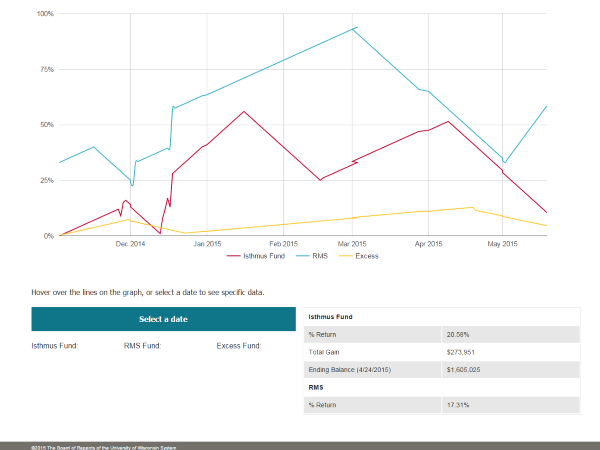 100%
75%
50%
25%
0%
Dec 2014 Jan 2015 Feb 2015 Mar 2015 Apr 2015 May 2015
Isthmus Fund RMS Excess
Hover over the lines on the graph, or select a date to see specific data.
Select a date
Isthmus Fund: RMS Fund: Excess Fund:
Isthmus Fund
% Return 20.58%
Total Gain $273,951
Ending Balance (4/24/2015) $1,605,025
RMS
% Return 17.31%
©2015 The Board of Regents of the University of Wisconsin System